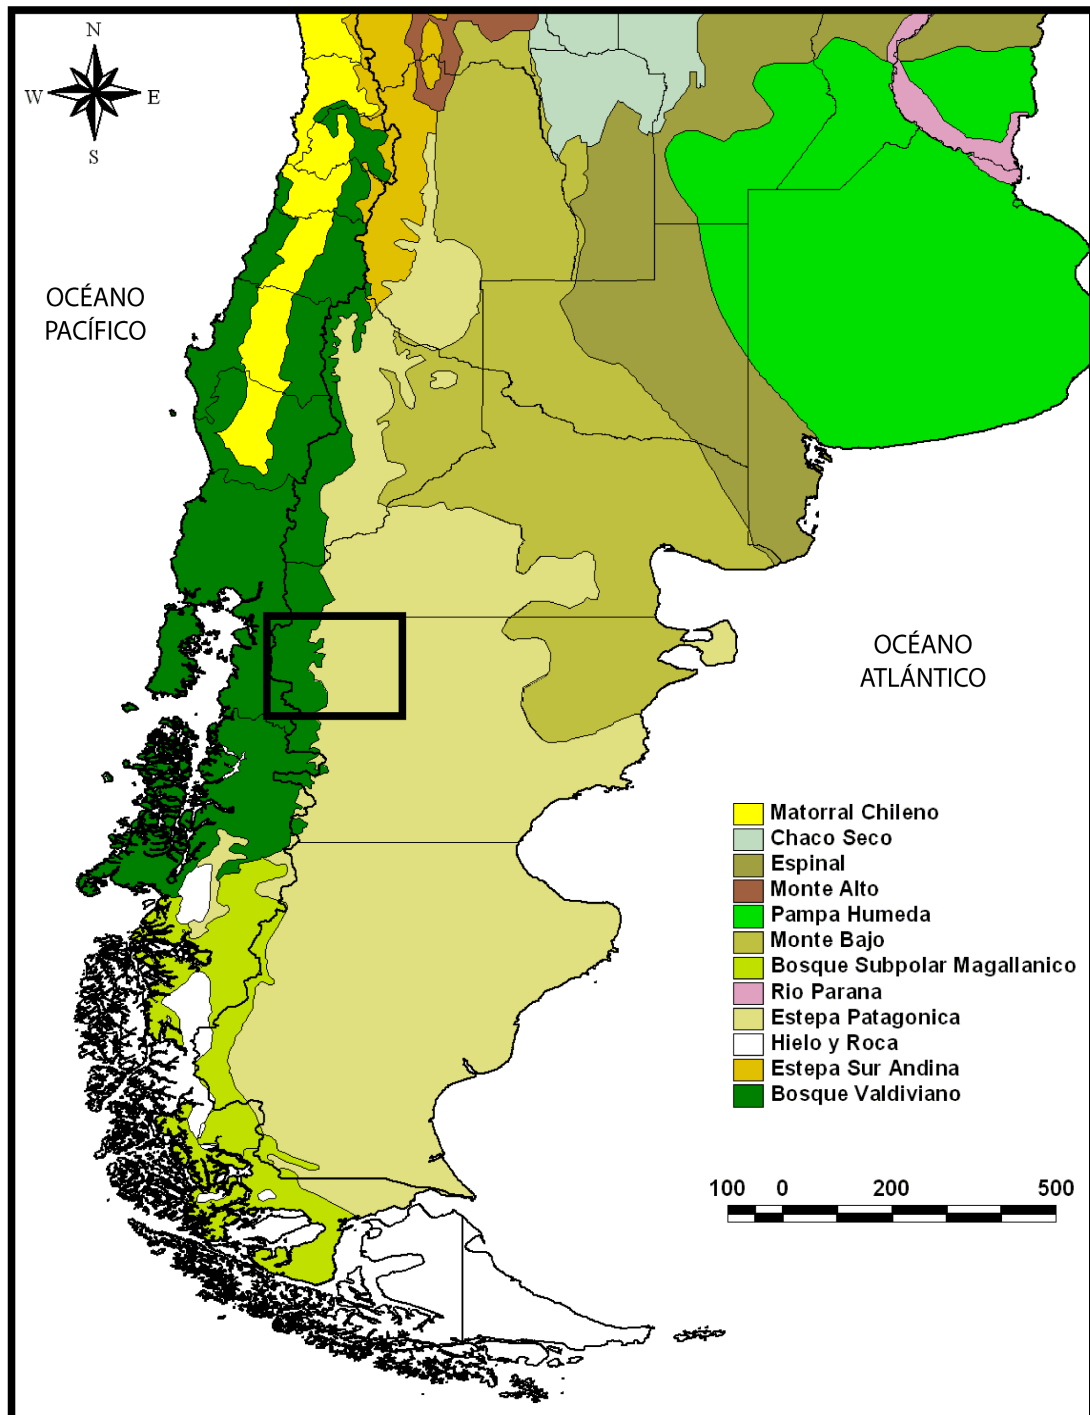 N
W E
S
OCÉANO
PACÍFICO
OCÉANO
ATLÁNTICO
Matorral Chileno
Chaco Seco
Espinal
Monte Alto
Pampa Humeda
Monte Bajo
Bosque Subpolar Magallanico
Rio Parana
Estepa Patagonica
Hielo y Roca
Estepa Sur Andina
Bosque Valdiviano
100 0 200 500